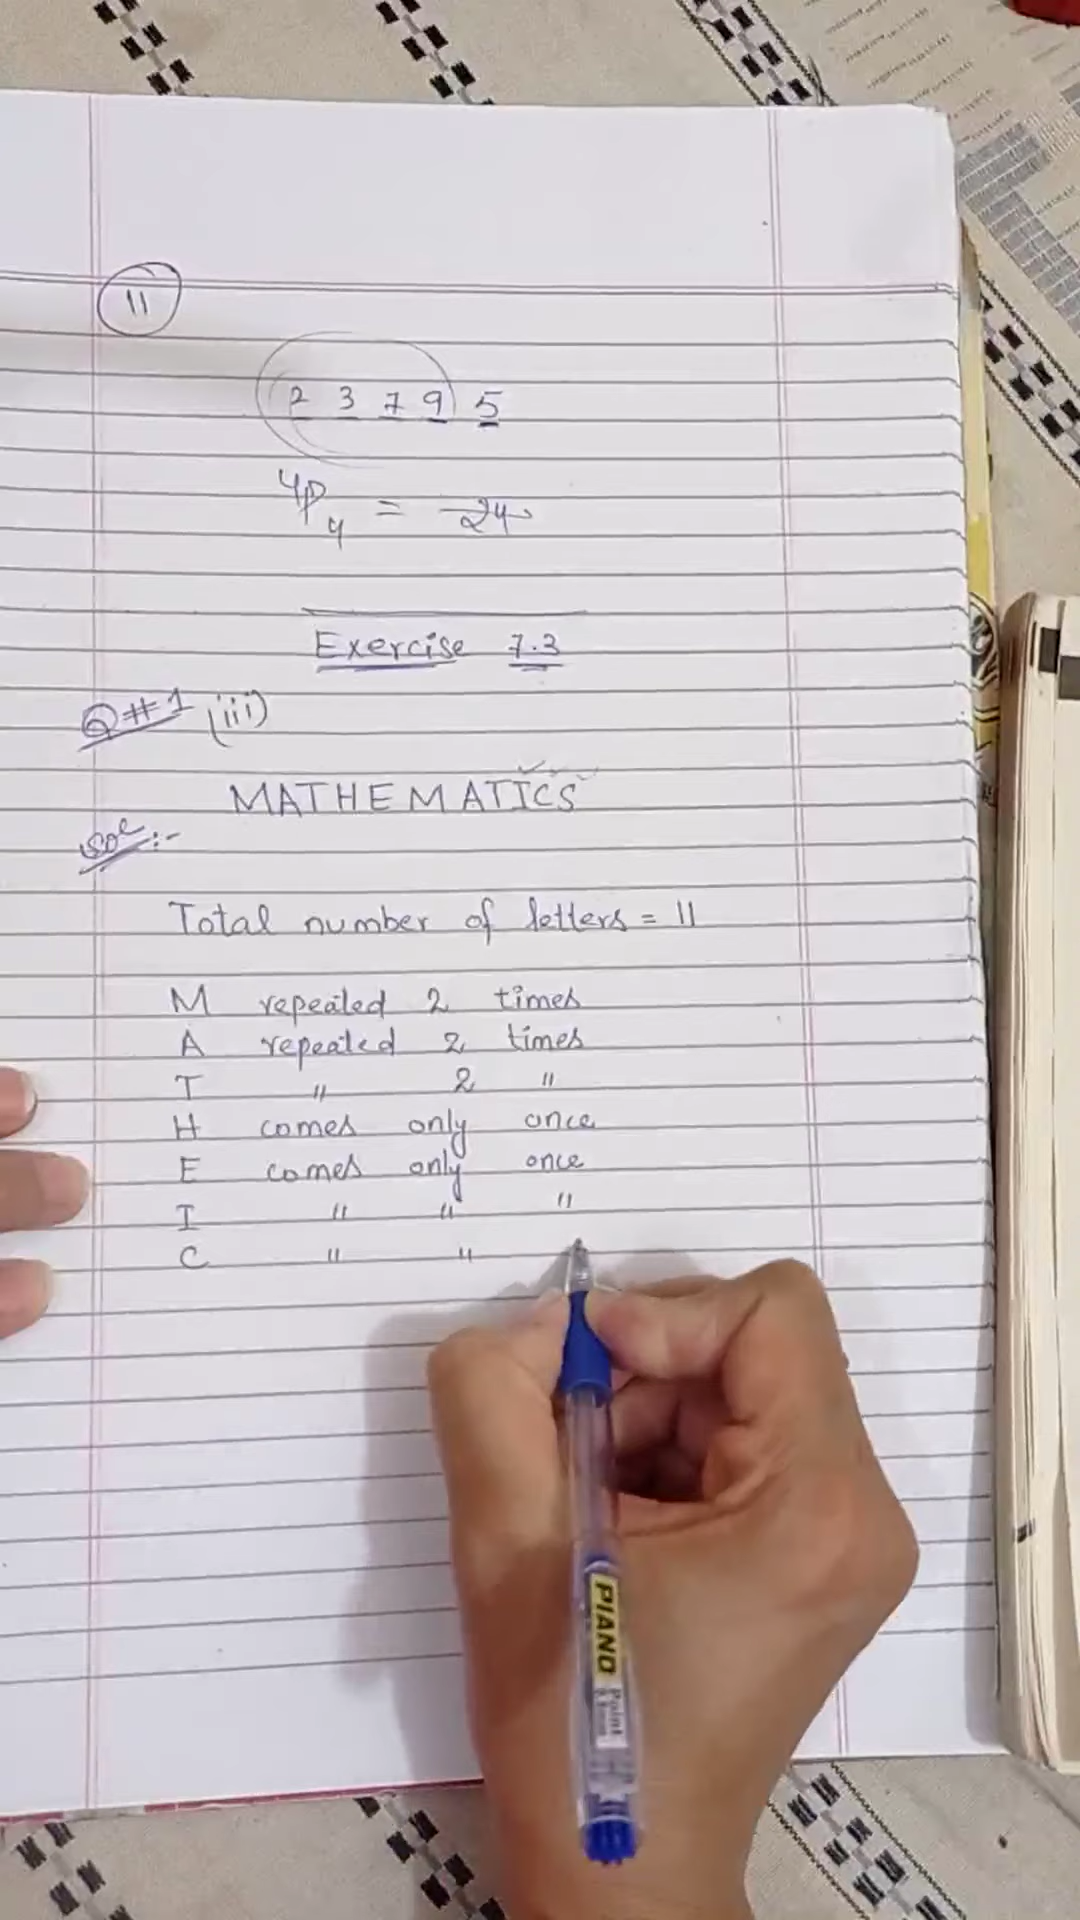 11
2 3 7 9 5
4P4 = 24
Exercise 7.3
Q#1 (iii)
MATHEMATICS
Sol:-
Total number of letters = 11
M repeated 2 times
A repeated 2 times
T " 2 "
H comes only once
E comes only once
I " " "
C " "
PIANO
Point